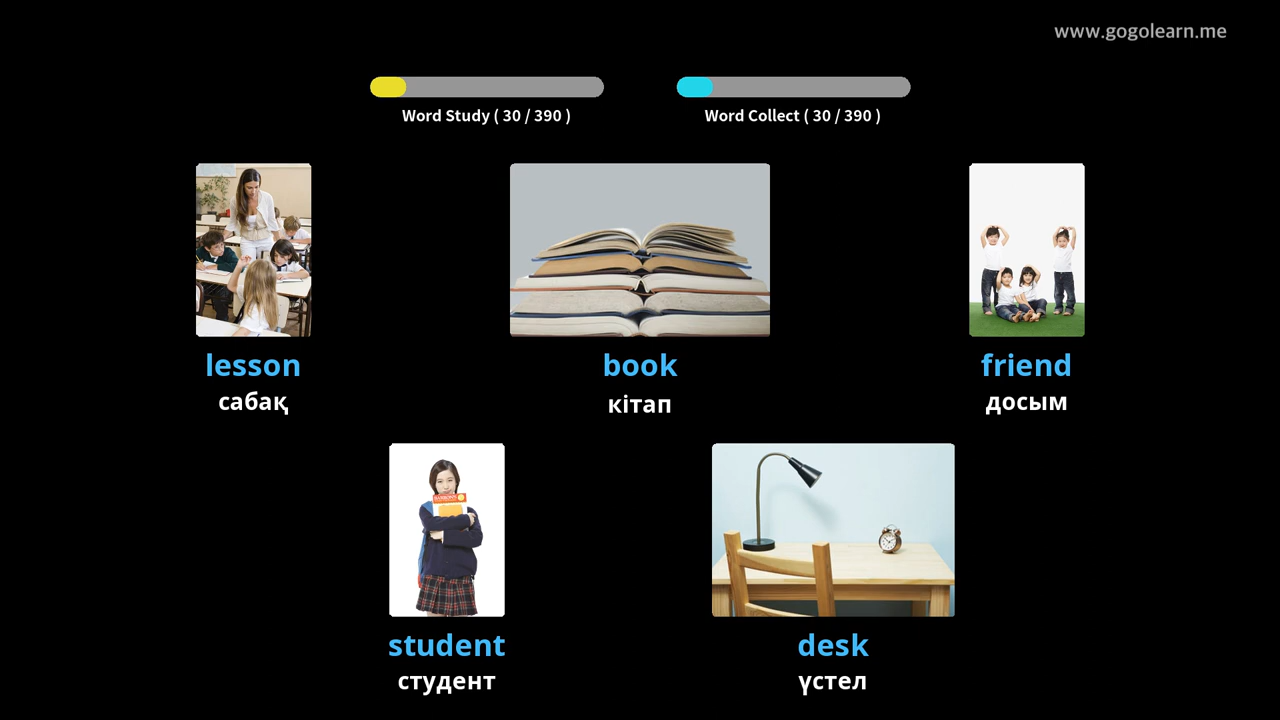 www.gogolearn.me
Word Study ( 30 / 390 )
Word Collect ( 30 / 390 )
lesson
сабақ
book
кітап
friend
досым
student
студент
desk
үстел